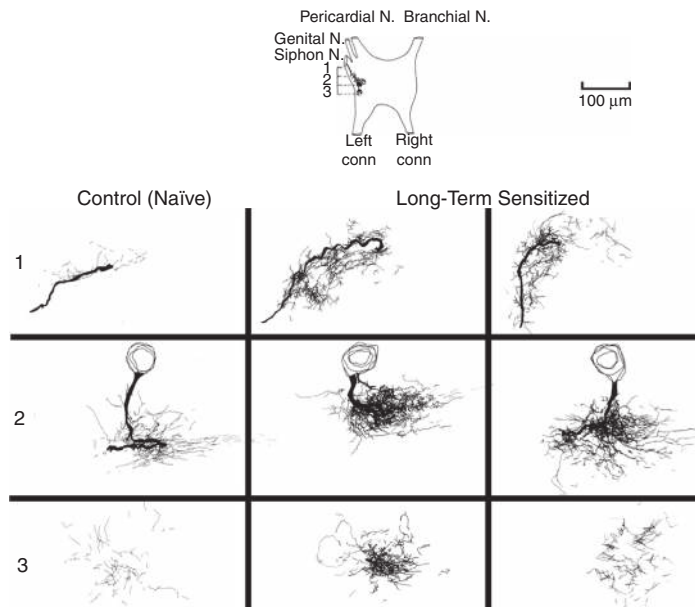 Pericardial N. Branchial N.
Genital N.
Siphon N.
1
2
3
100 µm
Left conn
Right conn
Control (Naïve)
Long-Term Sensitized
1
2
3